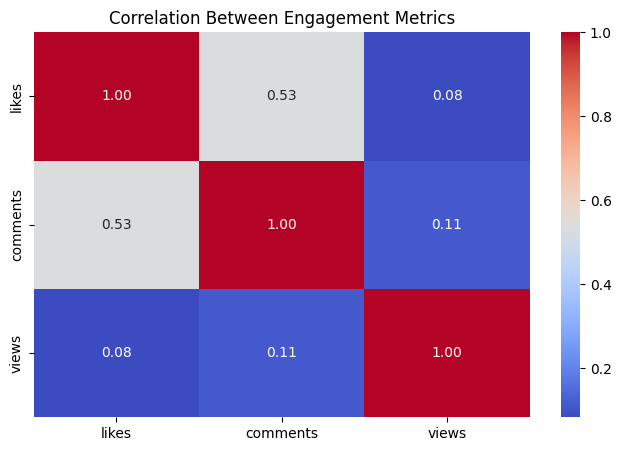 Correlation Between Engagement Metrics
likes 1.00 0.53 0.08
comments 0.53 1.00 0.11
views 0.08 0.11 1.00
likes comments views
1.0
0.8
0.6
0.4
0.2